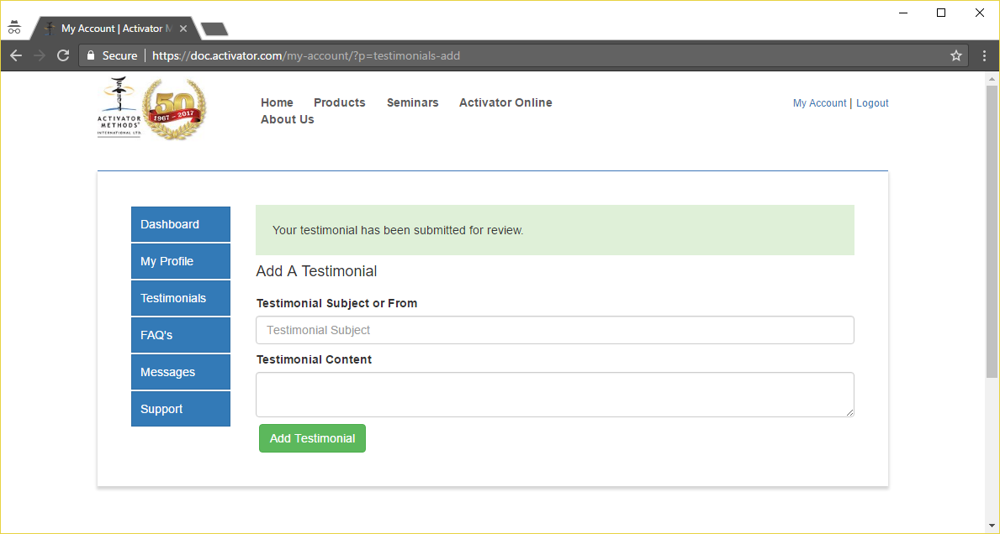 My Account | Activator M
Secure | https://doc.activator.com/my-account/?p=testimonials-add
ACTIVATOR
METHODS®
INTERNATIONAL LTD.
50
1967 - 2017
Home Products Seminars Activator Online
About Us
My Account | Logout
Dashboard
My Profile
Testimonials
FAQ's
Messages
Support
Your testimonial has been submitted for review.
Add A Testimonial
Testimonial Subject or From
Testimonial Subject
Testimonial Content
Add Testimonial